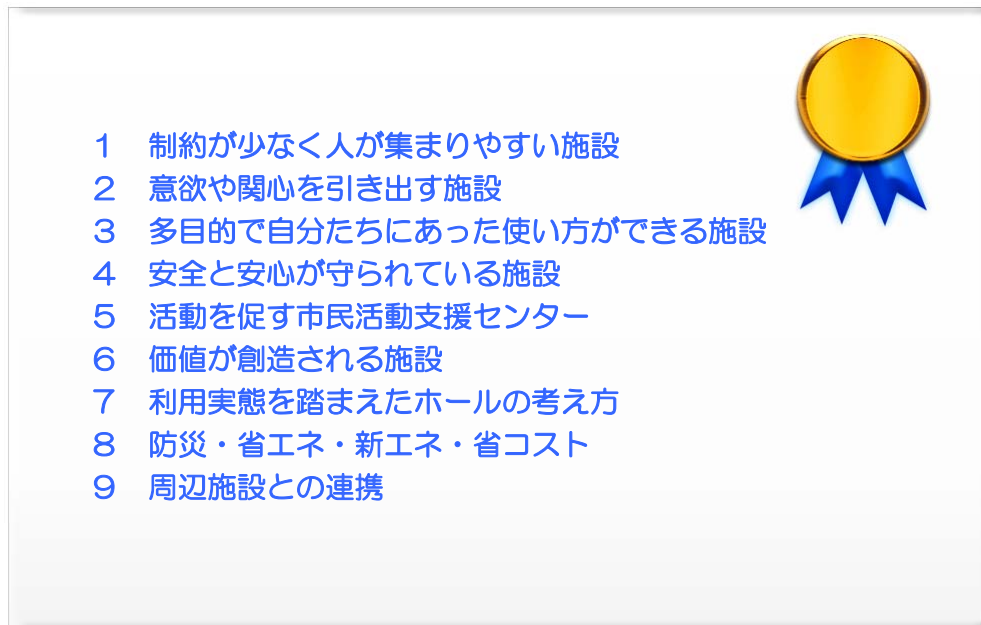 １　制約が少なく人が集まりやすい施設
２　意欲や関心を引き出す施設
３　多目的で自分たちにあった使い方ができる施設
４　安全と安心が守られている施設
５　活動を促す市民活動支援センター
６　価値が創造される施設
７　利用実態を踏まえたホールの考え方
８　防災・省エネ・新エネ・省コスト
９　周辺施設との連携